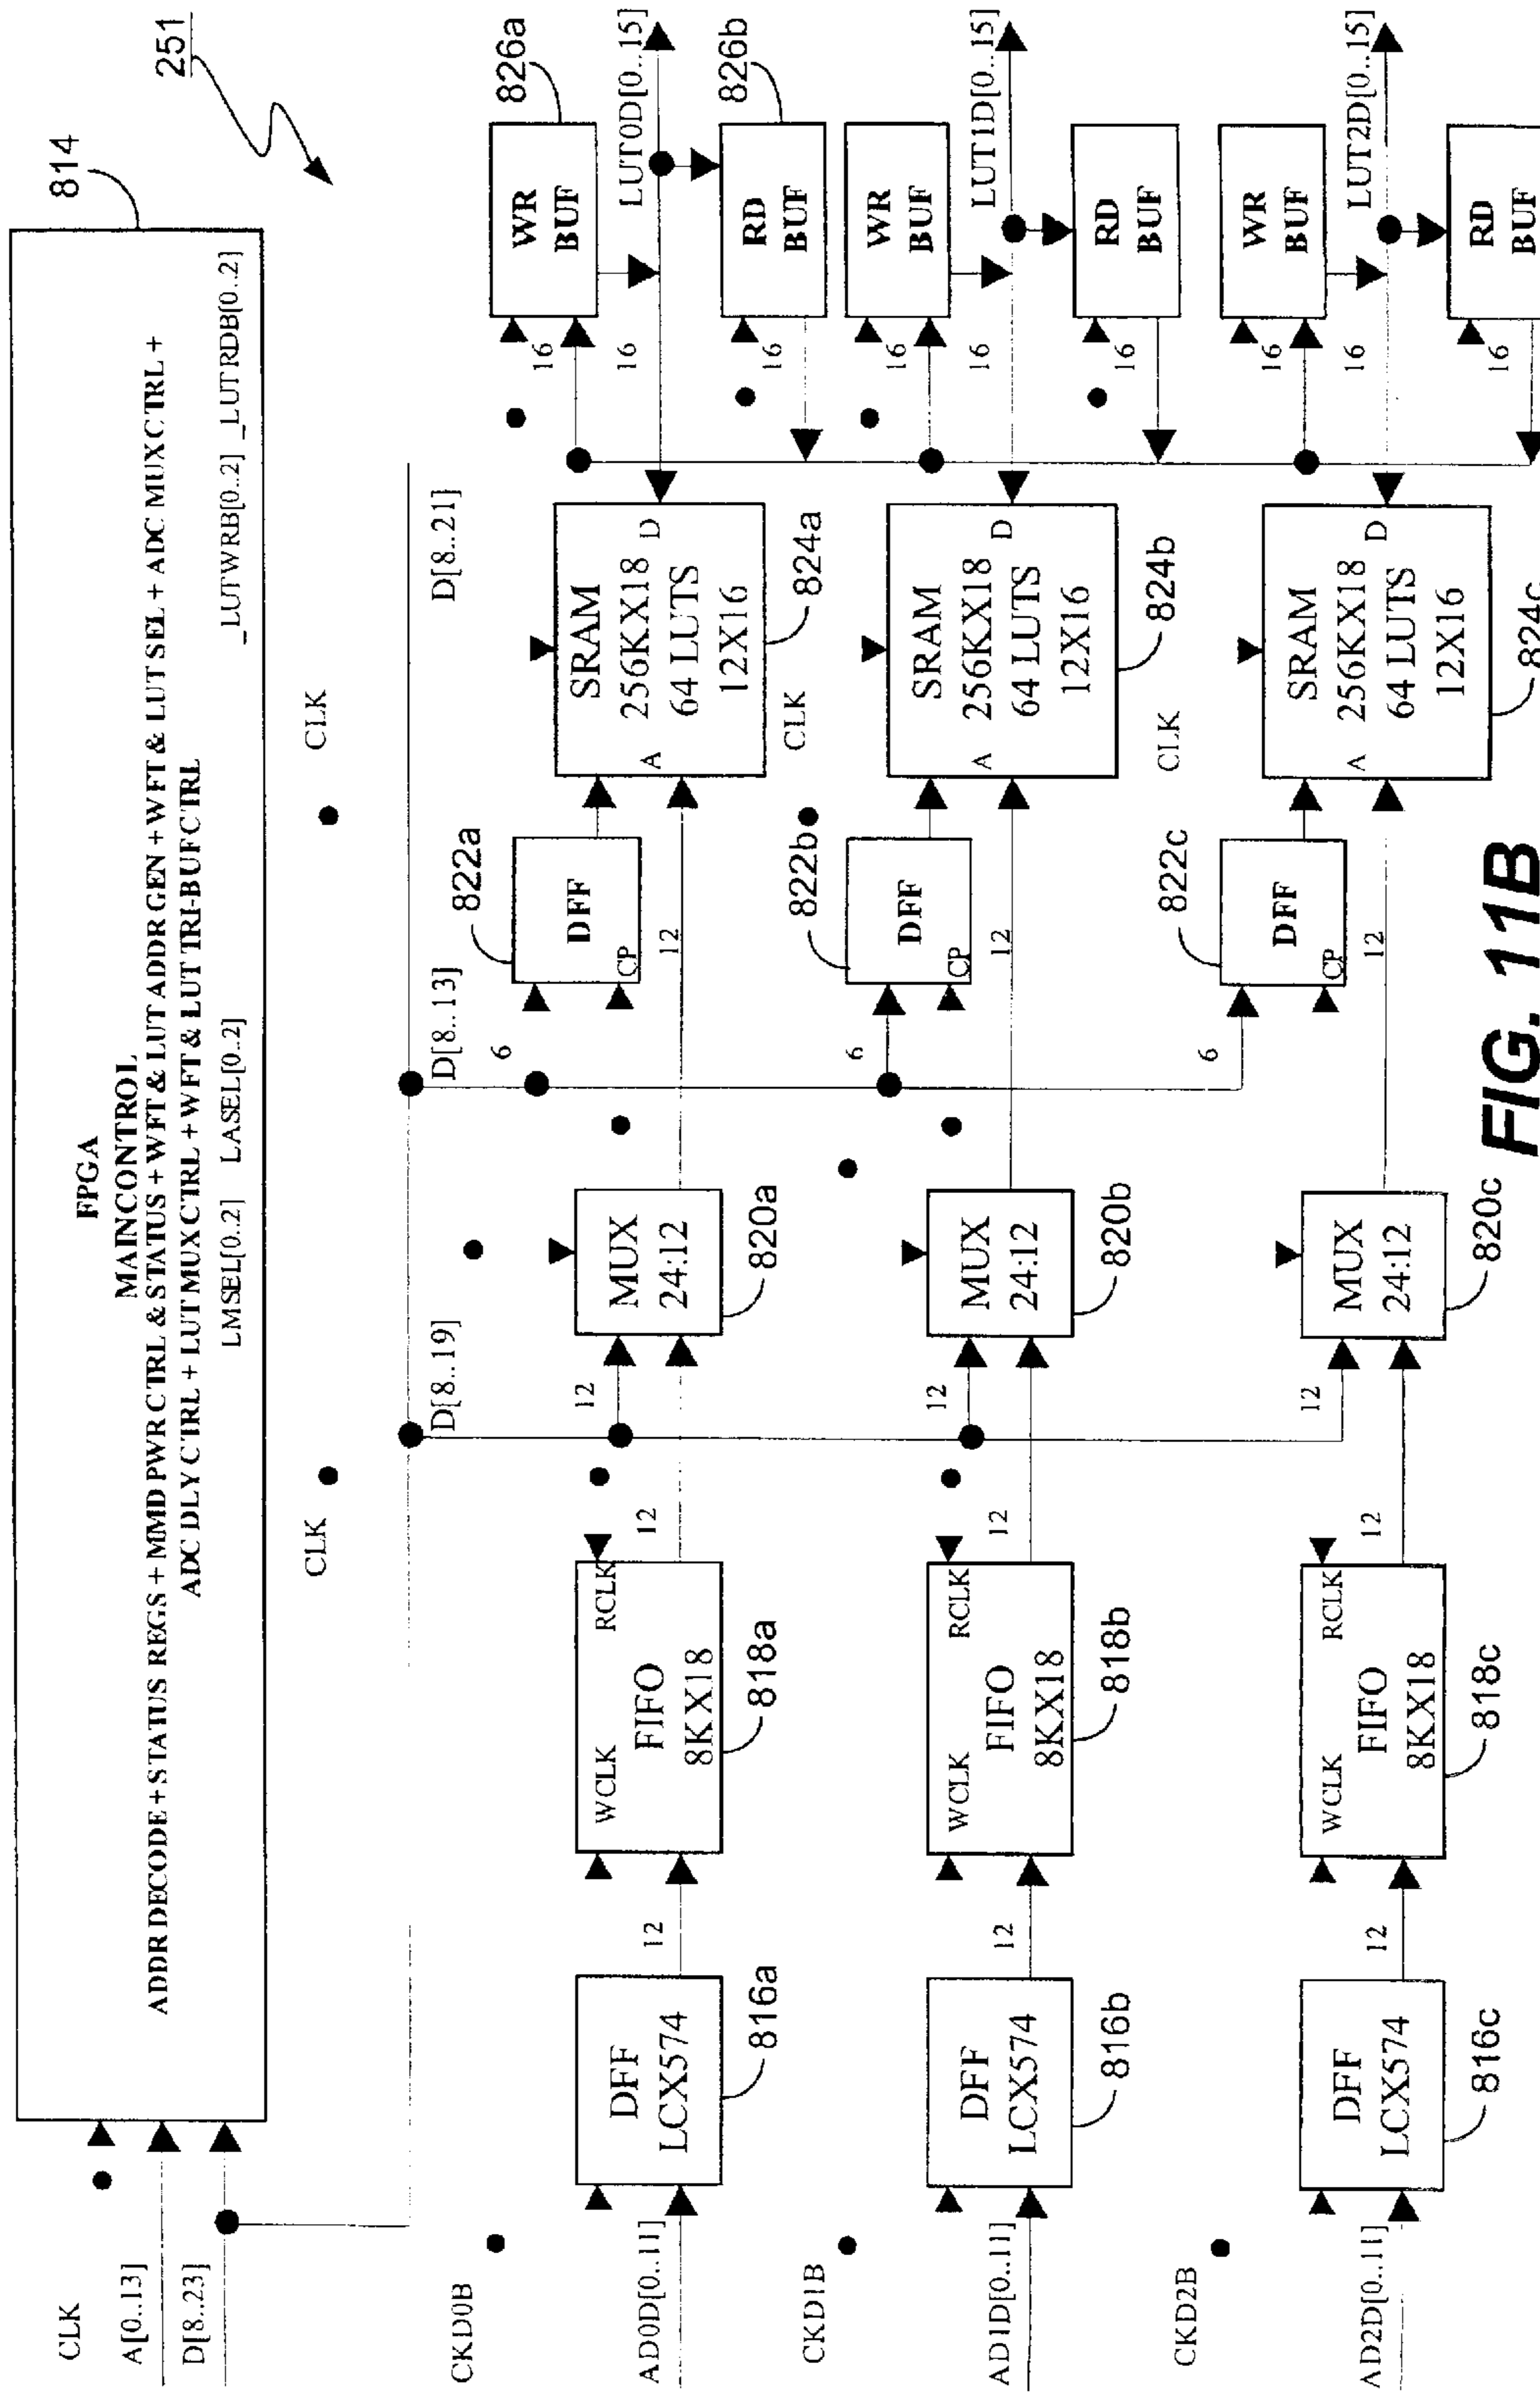 251
814
FPGA
MAINCONTROL
ADDR DECODE + STATUS REGS + MMD PWR CTRL & STATUS + WFT & LUT ADDR GEN + WFT & LUT SEL + ADC MUX CTRL +
ADC DLY CTRL + LUT MUX CTRL + WFT & LUT TRI-BUF CTRL
LMSEL[0..2] LASEL[0..2] _LUTWRB[0..2] _LUTRDB[0..2]
CLK
A[0..13]
D[8..23]
CLK
CLK
D[8..19]
D[8..13]
D[8..21]
CKD0B
AD0D[0..11]
DFF
LCX574
816a
12
WCLK RCLK
FIFO
8KX18
818a
12
12
MUX
24:12
820a
6
822a
DFF
CP
12
SRAM
256KX18
64 LUTS
12X16
A
D
824a
16
16
WR
BUF
826a
LUT0D[0..15]
16
RD
BUF
826b
CKD1B
AD1D[0..11]
DFF
LCX574
816b
12
WCLK RCLK
FIFO
8KX18
818b
12
12
MUX
24:12
820b
6
822b
DFF
CP
12
CLK
SRAM
256KX18
64 LUTS
12X16
A
D
824b
16
16
WR
BUF
LUT1D[0..15]
16
RD
BUF
CKD2B
AD2D[0..11]
DFF
LCX574
816c
12
WCLK RCLK
FIFO
8KX18
818c
12
12
MUX
24:12
820c
6
822c
DFF
CP
12
CLK
SRAM
256KX18
64 LUTS
12X16
A
D
824c
16
16
WR
BUF
LUT2D[0..15]
16
RD
BUF
FIG. 11B